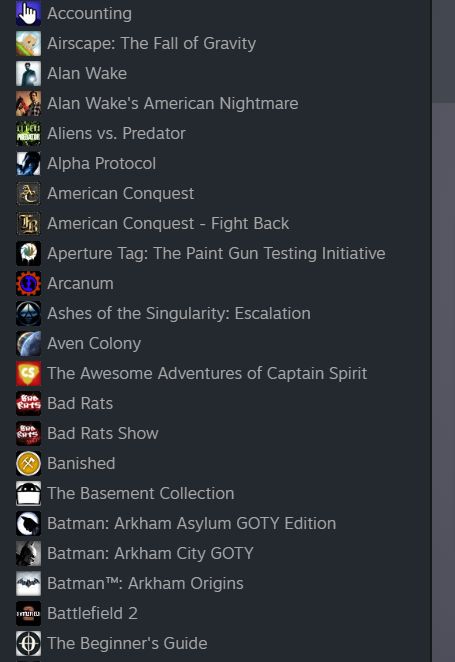 Accounting
Airscape: The Fall of Gravity
Alan Wake
Alan Wake's American Nightmare
Aliens vs. Predator
Alpha Protocol
American Conquest
American Conquest - Fight Back
Aperture Tag: The Paint Gun Testing Initiative
Arcanum
Ashes of the Singularity: Escalation
Aven Colony
The Awesome Adventures of Captain Spirit
Bad Rats
Bad Rats Show
Banished
The Basement Collection
Batman: Arkham Asylum GOTY Edition
Batman: Arkham City GOTY
Batman™: Arkham Origins
Battlefield 2
The Beginner's Guide